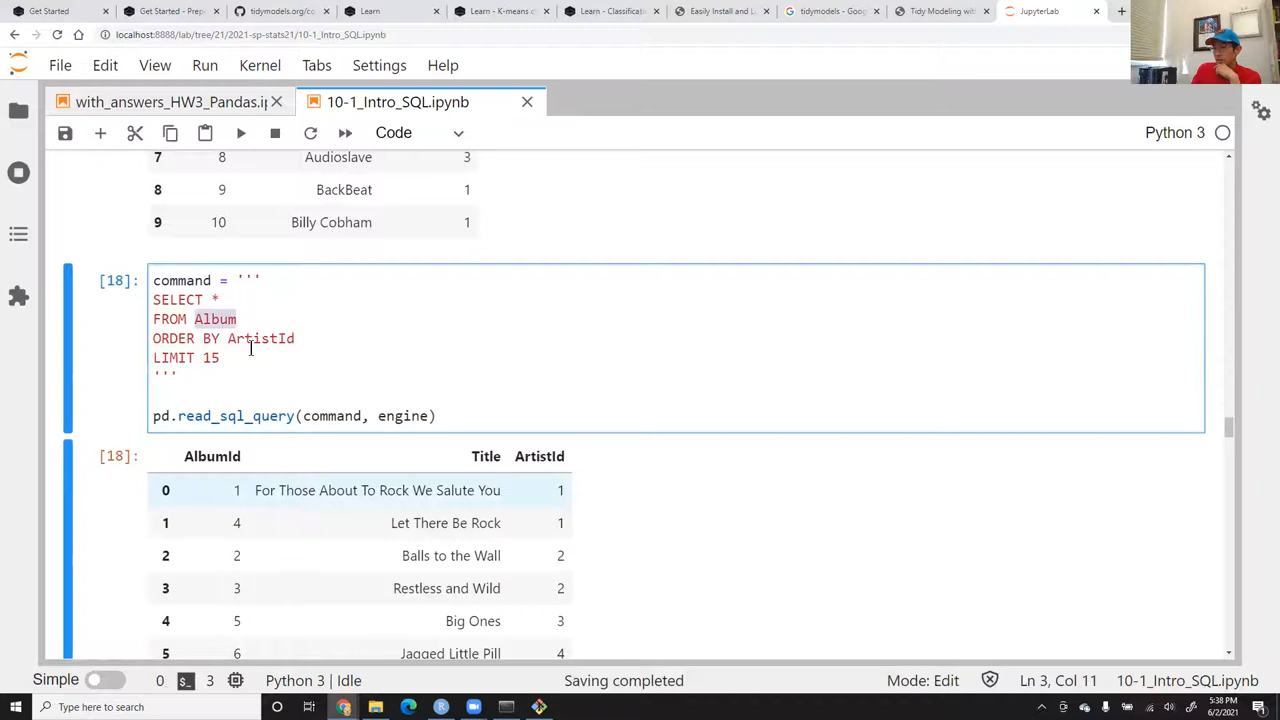 Get Started
Get Started - Prepr
tidymodels.org/co
Learn
Learn - K-means c
Learn - Classificat
Easily Install and L
tidymodels - Goog
Tidy Modeling with
JupyterLab
localhost:8888/lab/tree/21/2021-sp-stats21/10-1_Intro_SQL.ipynb
File Edit View Run Kernel Tabs Settings Help
with_answers_HW3_Pandas.i
10-1_Intro_SQL.ipynb
Code
Python 3
7 8 Audioslave 3
8 9 BackBeat 1
9 10 Billy Cobham 1
[18]: command = '''
SELECT *
FROM Album
ORDER BY ArtistId
LIMIT 15
'''
pd.read_sql_query(command, engine)
[18]: AlbumId Title ArtistId
0 1 For Those About To Rock We Salute You 1
1 4 Let There Be Rock 1
2 2 Balls to the Wall 2
3 3 Restless and Wild 2
4 5 Big Ones 3
5 6 Jagged Little Pill 4
Simple 0 $_ 3 Python 3 | Idle Saving completed Mode: Edit Ln 3, Col 11 10-1_Intro_SQL.ipynb
Type here to search
5:38 PM
6/2/2021